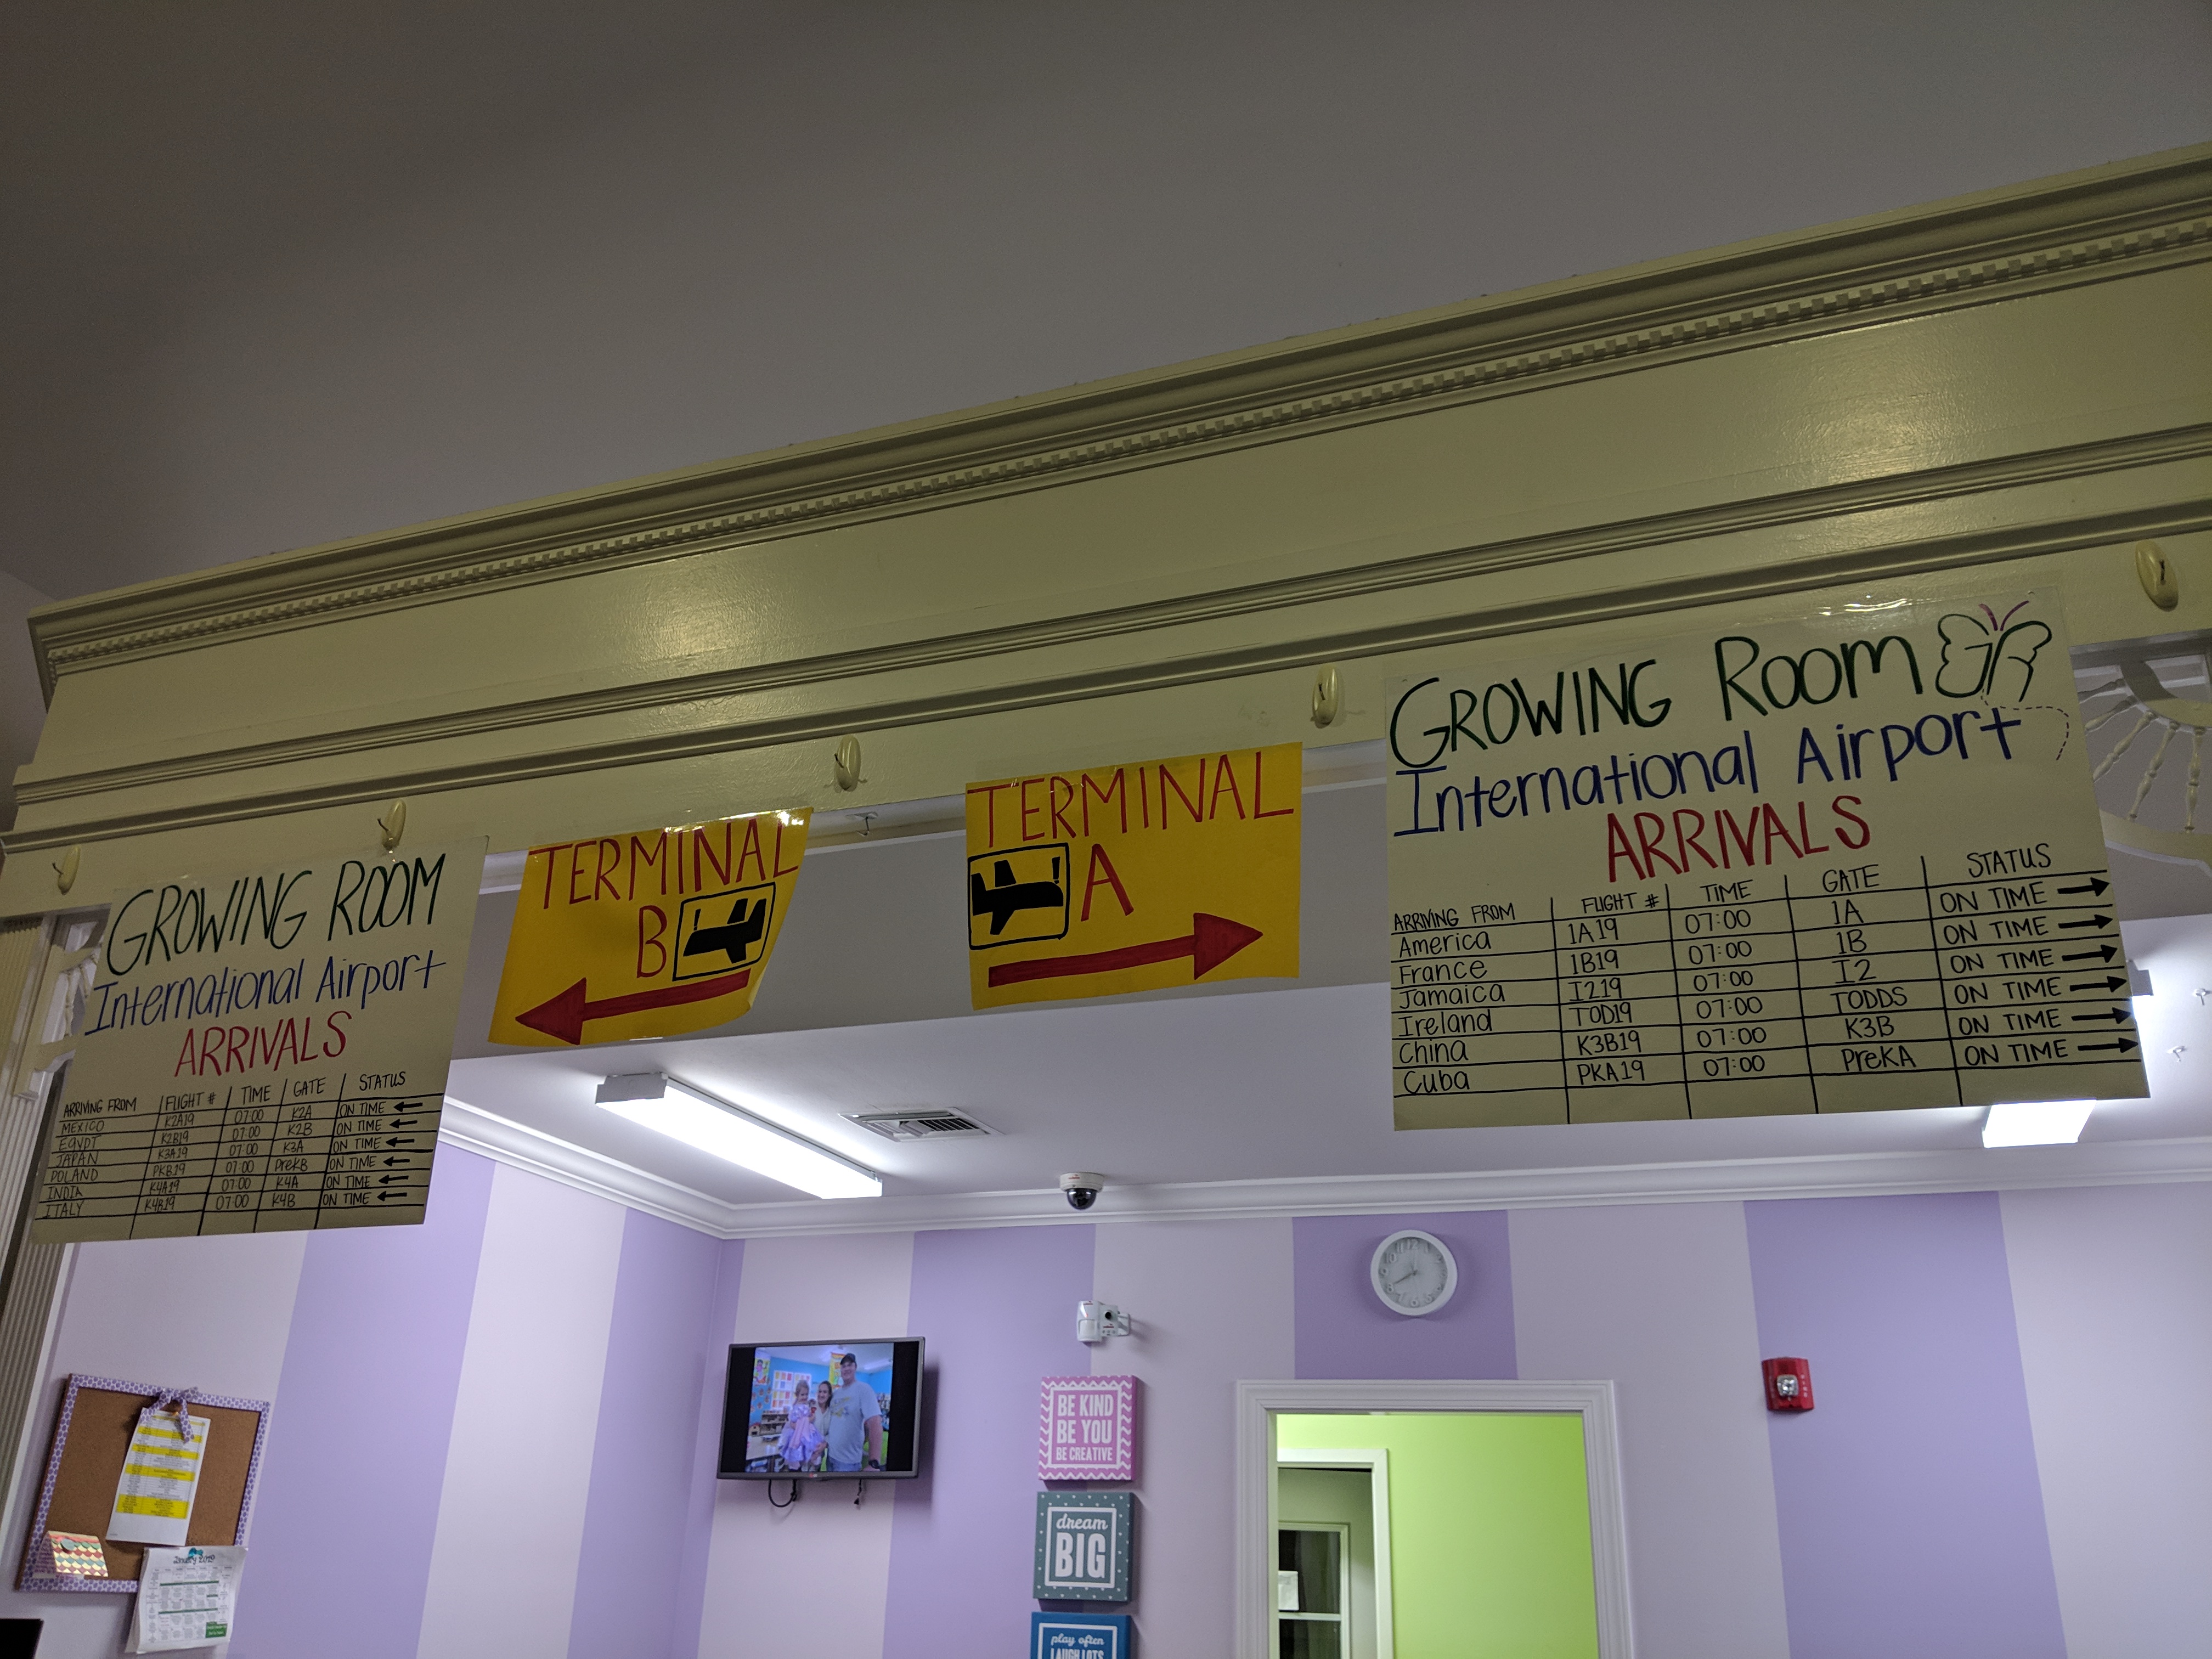 GROWING ROOM
International Airport
ARRIVALS
ARRIVING FROM FLIGHT # TIME GATE STATUS
MEXICO K2A19 07:00 K2A ON TIME
EGYPT K2B19 07:00 K2B ON TIME
JAPAN K3A19 07:00 K3A ON TIME
POLAND PKB19 07:00 PreKB ON TIME
INDIA K4A19 07:00 K4A ON TIME
ITALY K4B19 07:00 K4B ON TIME
TERMINAL
B
TERMINAL
A
GROWING ROOM GR
International Airport
ARRIVALS
ARRIVING FROM FLIGHT # TIME GATE STATUS
America 1A19 07:00 1A ON TIME
France 1B19 07:00 1B ON TIME
Jamaica I219 07:00 I2 ON TIME
Ireland TOD19 07:00 TODDS ON TIME
China K3B19 07:00 K3B ON TIME
Cuba PKA19 07:00 PreKA ON TIME
BE KIND
BE YOU
BE CREATIVE
dream
BIG
play often
LAUGH LOTS
January 2019